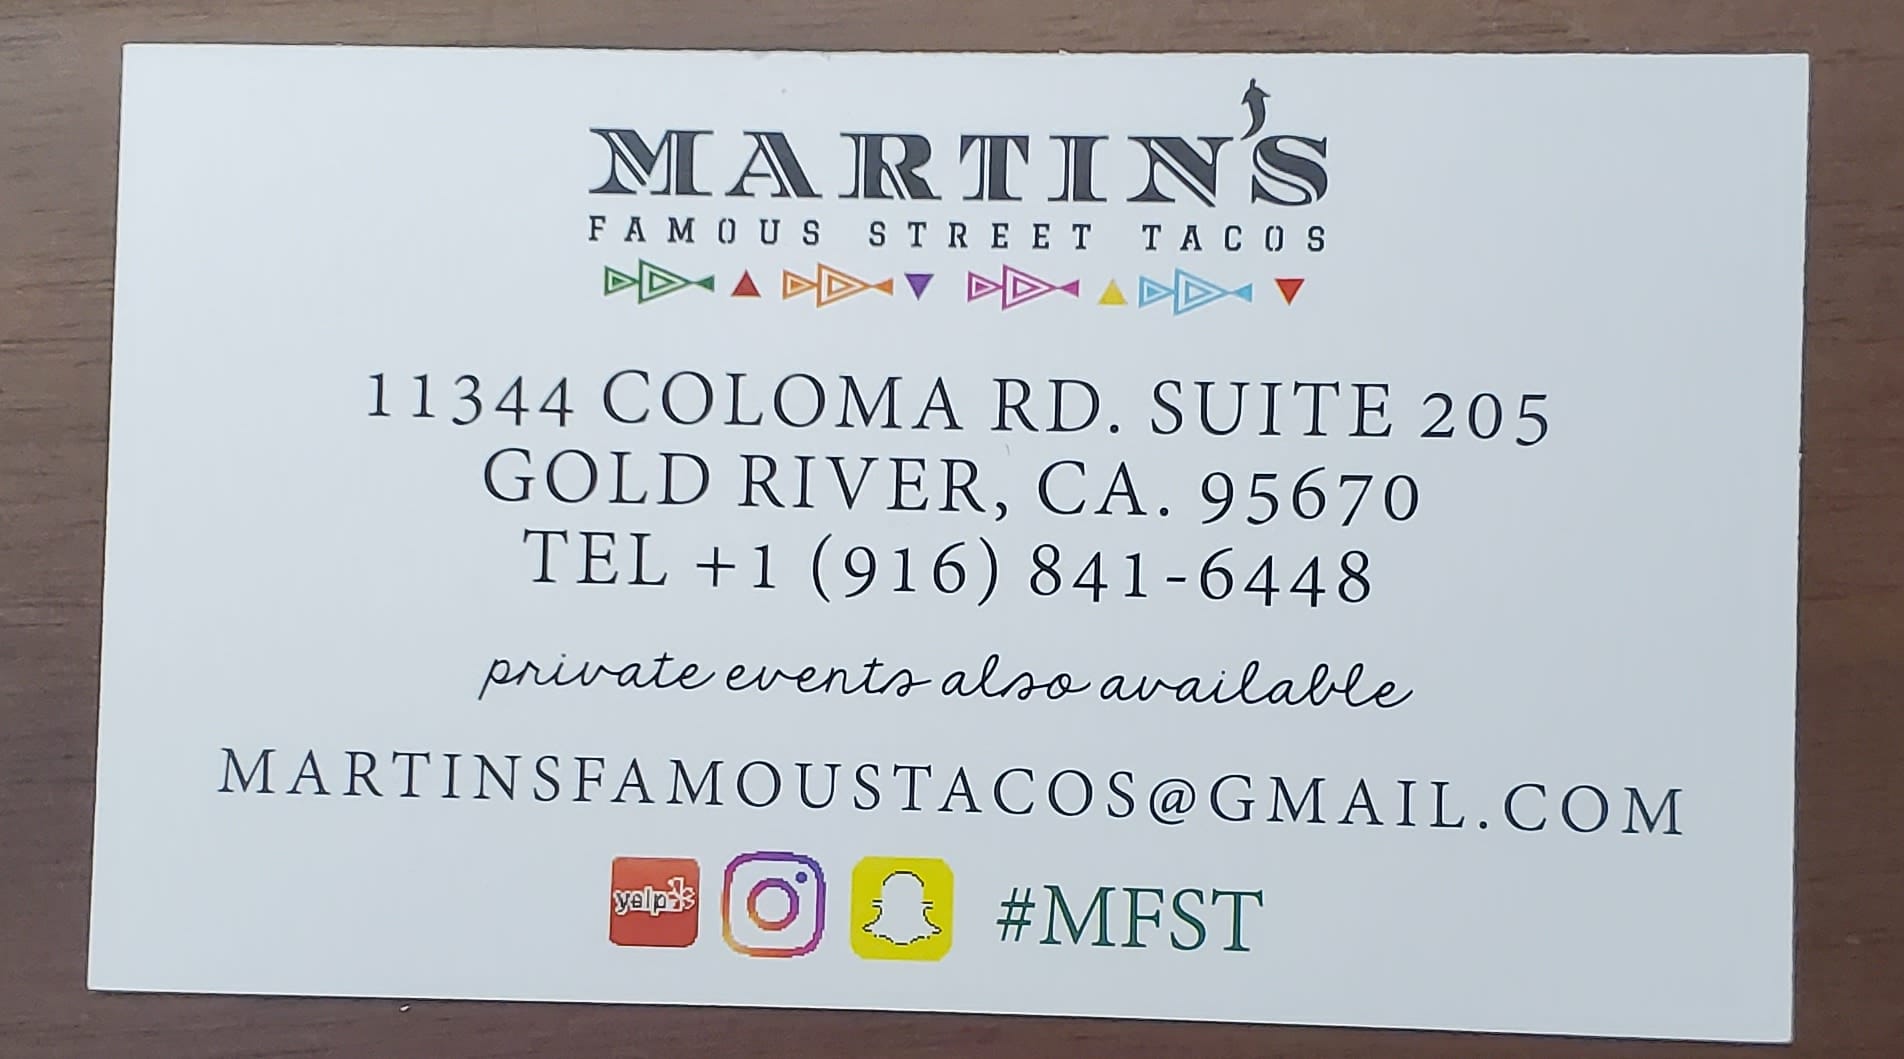 MARTIN'S
FAMOUS STREET TACOS
11344 COLOMA RD. SUITE 205
GOLD RIVER, CA. 95670
TEL +1 (916) 841-6448
private events also available
MARTINSFAMOUSTACOS@GMAIL.COM
yelp #MFST